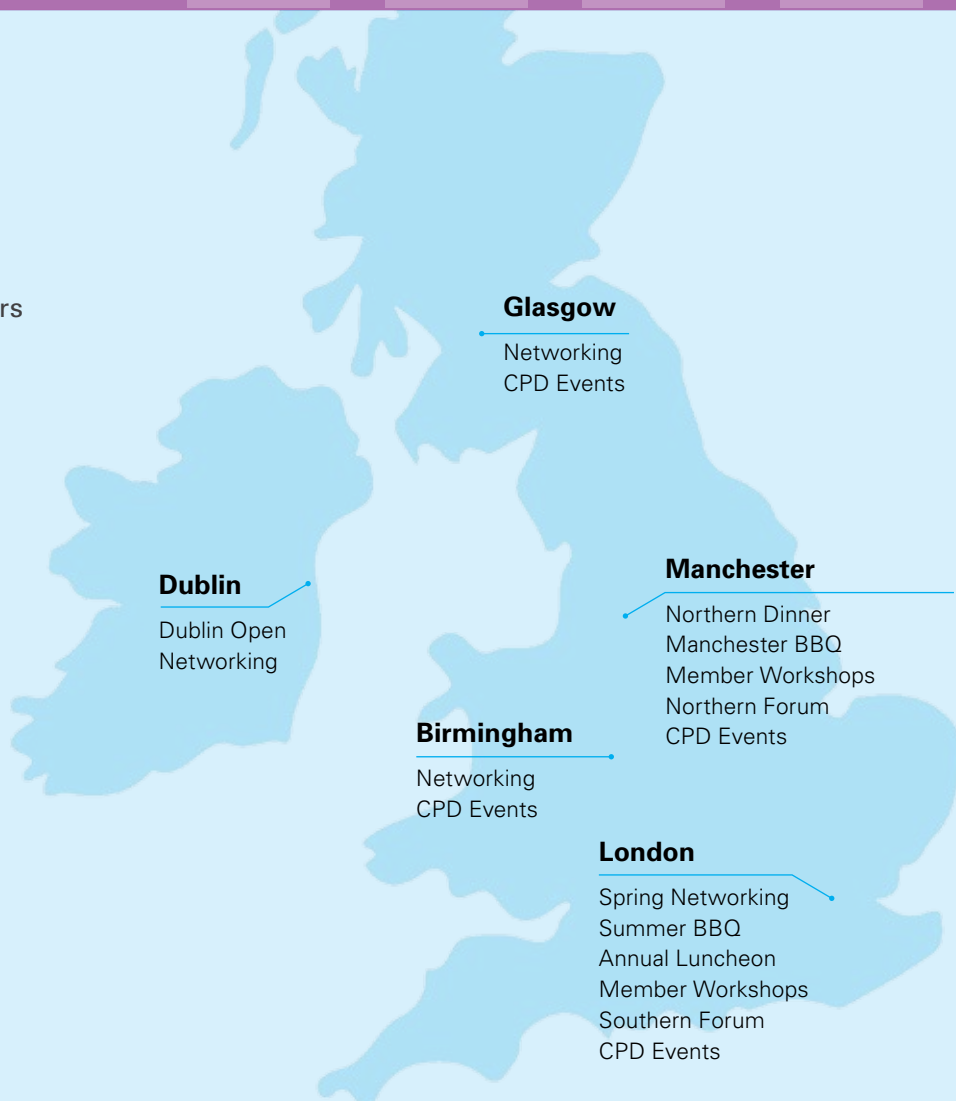 rs
Glasgow
Networking
CPD Events
Dublin
Dublin Open
Networking
Manchester
Northern Dinner
Manchester BBQ
Member Workshops
Northern Forum
CPD Events
Birmingham
Networking
CPD Events
London
Spring Networking
Summer BBQ
Annual Luncheon
Member Workshops
Southern Forum
CPD Events